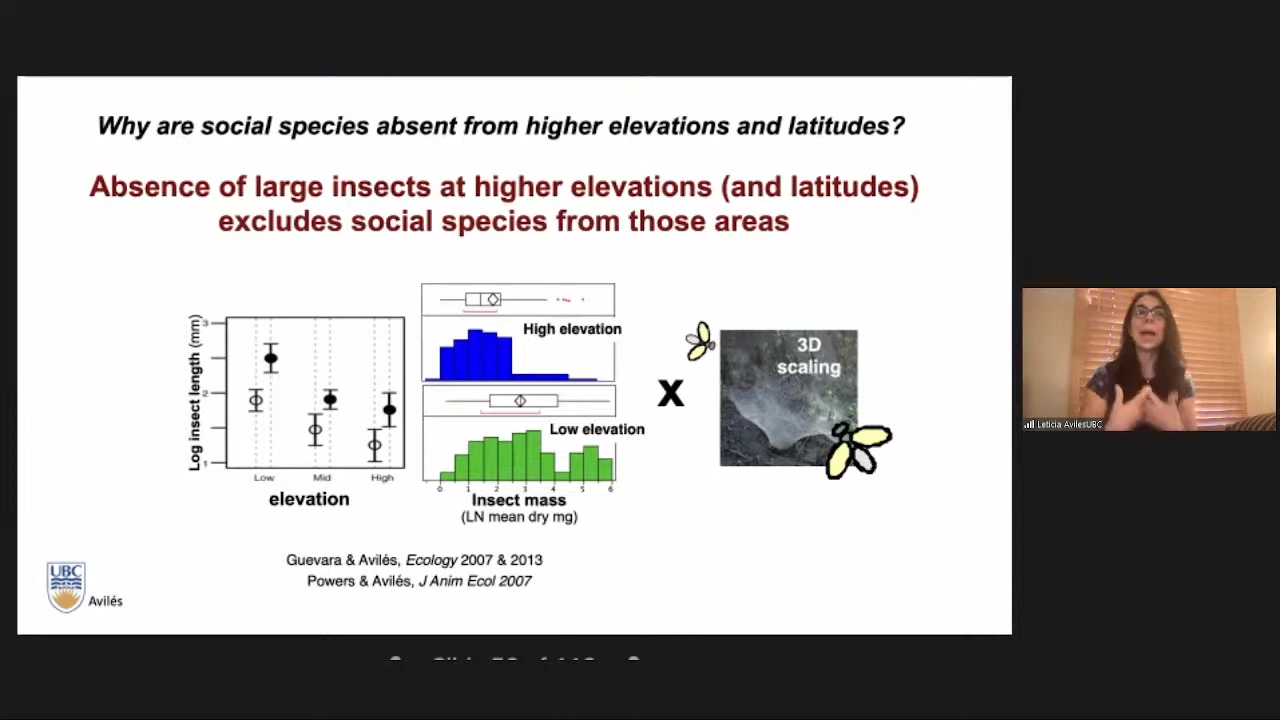 Why are social species absent from higher elevations and latitudes?
Absence of large insects at higher elevations (and latitudes)
excludes social species from those areas
Log insect length (mm)
3
2
1
Low Mid High
elevation
High elevation
Low elevation
0 1 2 3 4 5 6
Insect mass
(LN mean dry mg)
X
3D
scaling
Guevara & Avilés, Ecology 2007 & 2013
Powers & Avilés, J Anim Ecol 2007
UBC
Avilés
Leticia AvilesUBC